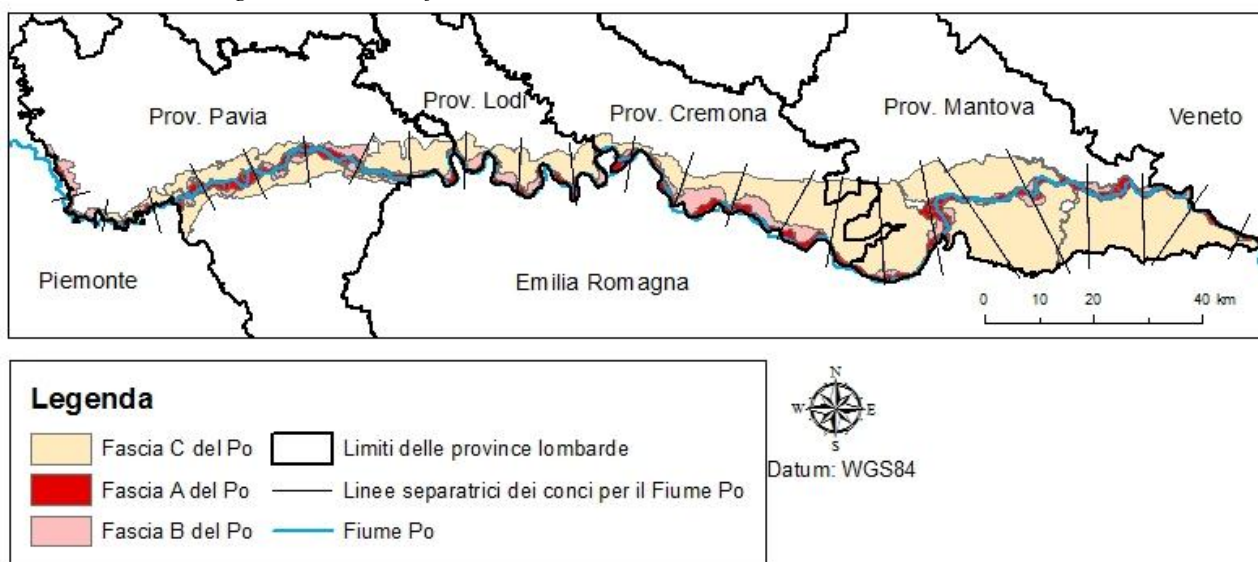 Prov. Pavia
Prov. Lodi
Prov. Cremona
Prov. Mantova
Veneto
Piemonte
Emilia Romagna
0 10 20 40 km
Legenda
Fascia C del Po
Limiti delle province lombarde
Fascia A del Po
Linee separatrici dei conci per il Fiume Po
Fascia B del Po
Fiume Po
N
W E
S
Datum: WGS84